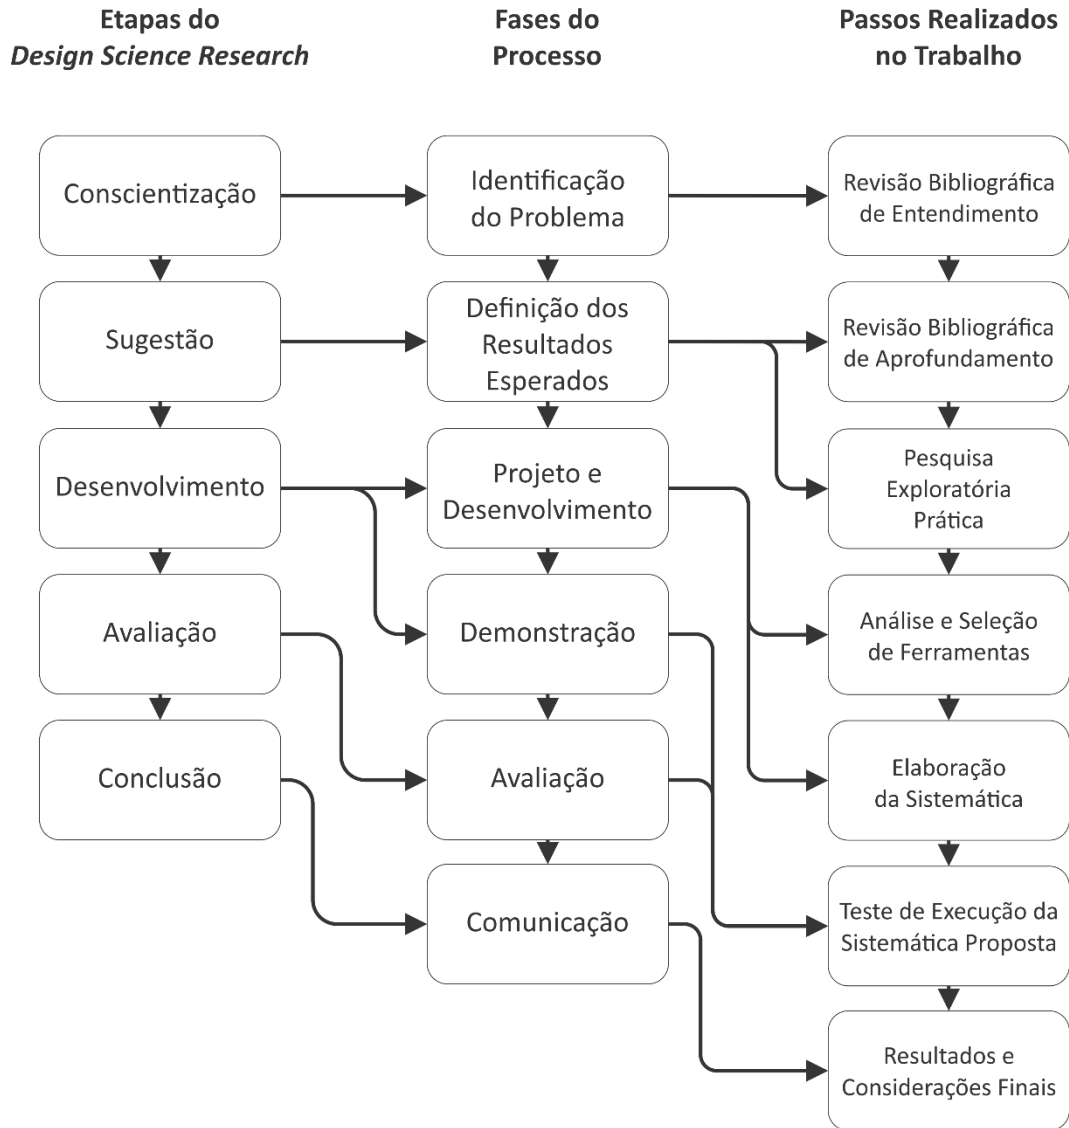 Etapas do
Design Science Research
Fases do
Processo
Passos Realizados
no Trabalho
Conscientização
Identificação
do Problema
Revisão Bibliográfica
de Entendimento
Sugestão
Definição dos
Resultados
Esperados
Revisão Bibliográfica
de Aprofundamento
Desenvolvimento
Projeto e
Desenvolvimento
Pesquisa
Exploratória
Prática
Avaliação
Demonstração
Análise e Seleção
de Ferramentas
Conclusão
Avaliação
Elaboração
da Sistemática
Comunicação
Teste de Execução da
Sistemática Proposta
Resultados e
Considerações Finais